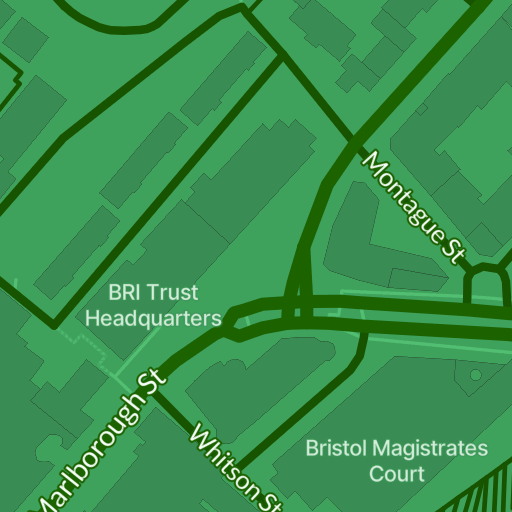 Montague St
BRI Trust
Headquarters
Marlborough St
Whitson St
Bristol Magistrates
Court